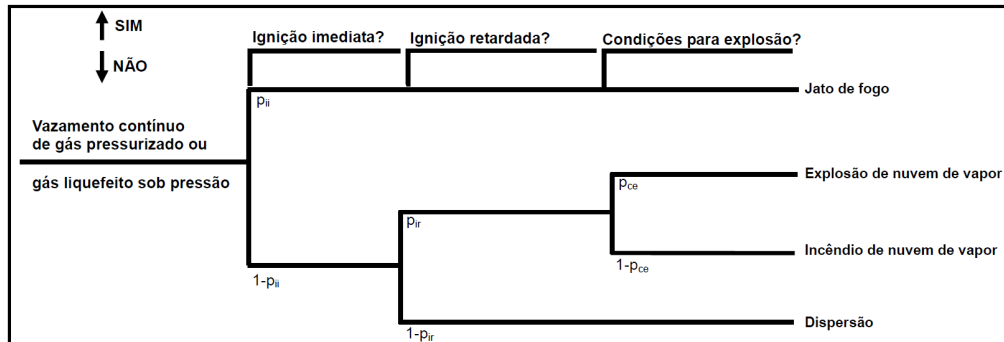 SIM
NÃO
Ignição imediata?
Ignição retardada?
Condições para explosão?
Vazamento contínuo
de gás pressurizado ou
gás liquefeito sob pressão
pii
Jato de fogo
pce
Explosão de nuvem de vapor
pir
1-pce
Incêndio de nuvem de vapor
1-pii
1-pir
Dispersão